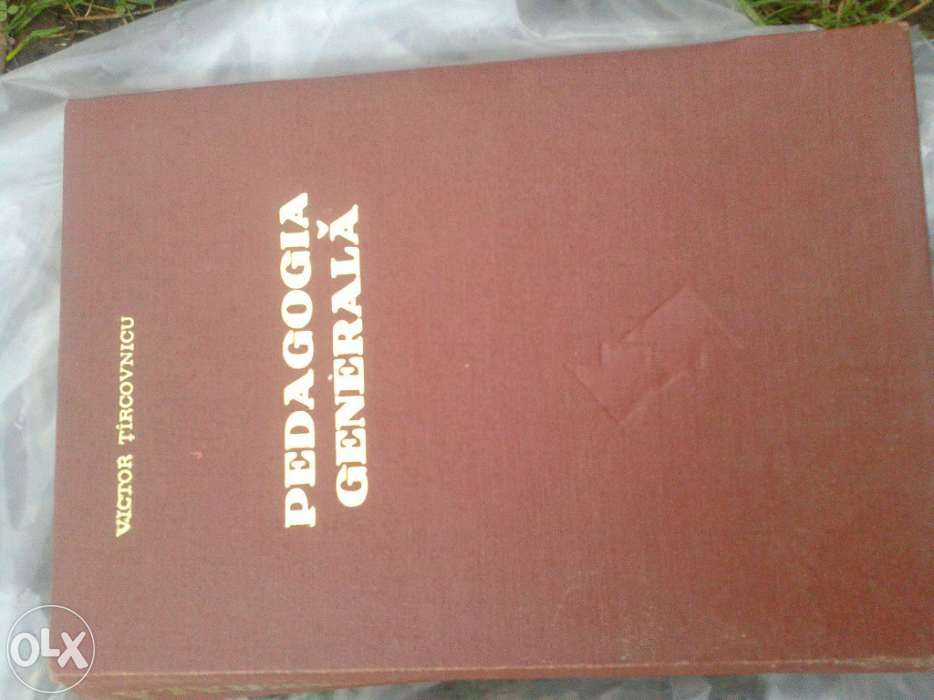 VICTOR ȚÎRCOVNICU
PEDAGOGIA
GENERALĂ
OLX